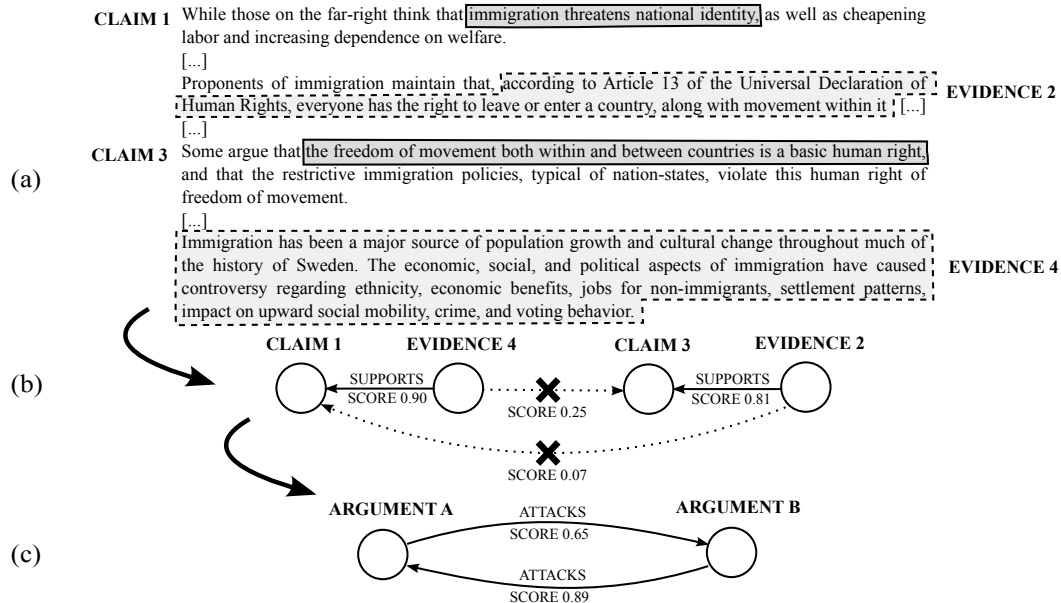 CLAIM 1
While those on the far-right think that immigration threatens national identity, as well as cheapening
labor and increasing dependence on welfare.
[...]
Proponents of immigration maintain that, according to Article 13 of the Universal Declaration of
Human Rights, everyone has the right to leave or enter a country, along with movement within it [...]
EVIDENCE 2
[...]
CLAIM 3
Some argue that the freedom of movement both within and between countries is a basic human right,
and that the restrictive immigration policies, typical of nation-states, violate this human right of
freedom of movement.
(a)
[...]
Immigration has been a major source of population growth and cultural change throughout much of
the history of Sweden. The economic, social, and political aspects of immigration have caused
controversy regarding ethnicity, economic benefits, jobs for non-immigrants, settlement patterns,
impact on upward social mobility, crime, and voting behavior.
EVIDENCE 4
CLAIM 1
EVIDENCE 4
CLAIM 3
EVIDENCE 2
(b)
SUPPORTS
SCORE 0.90
SCORE 0.25
SUPPORTS
SCORE 0.81
SCORE 0.07
ARGUMENT A
ARGUMENT B
(c)
ATTACKS
SCORE 0.65
ATTACKS
SCORE 0.89